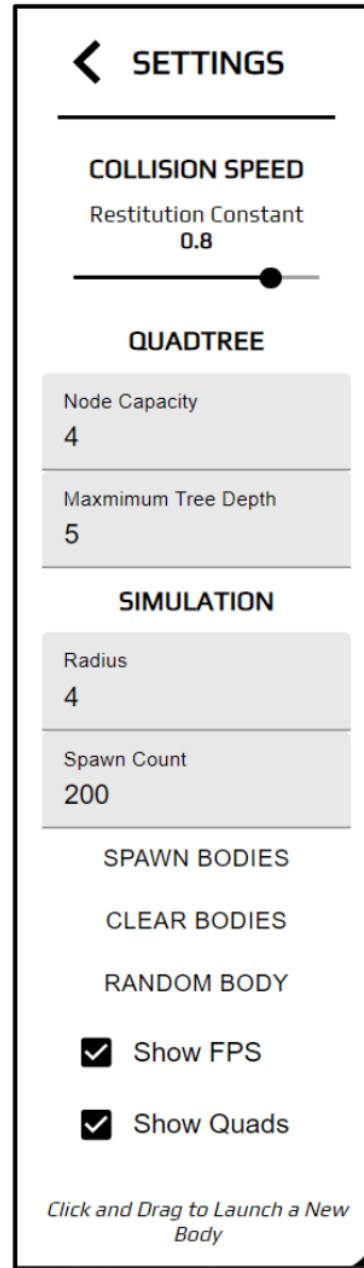 SETTINGS
COLLISION SPEED
Restitution Constant
0.8
QUADTREE
Node Capacity
4
Maxmimum Tree Depth
5
SIMULATION
Radius
4
Spawn Count
200
SPAWN BODIES
CLEAR BODIES
RANDOM BODY
Show FPS
Show Quads
Click and Drag to Launch a New
Body